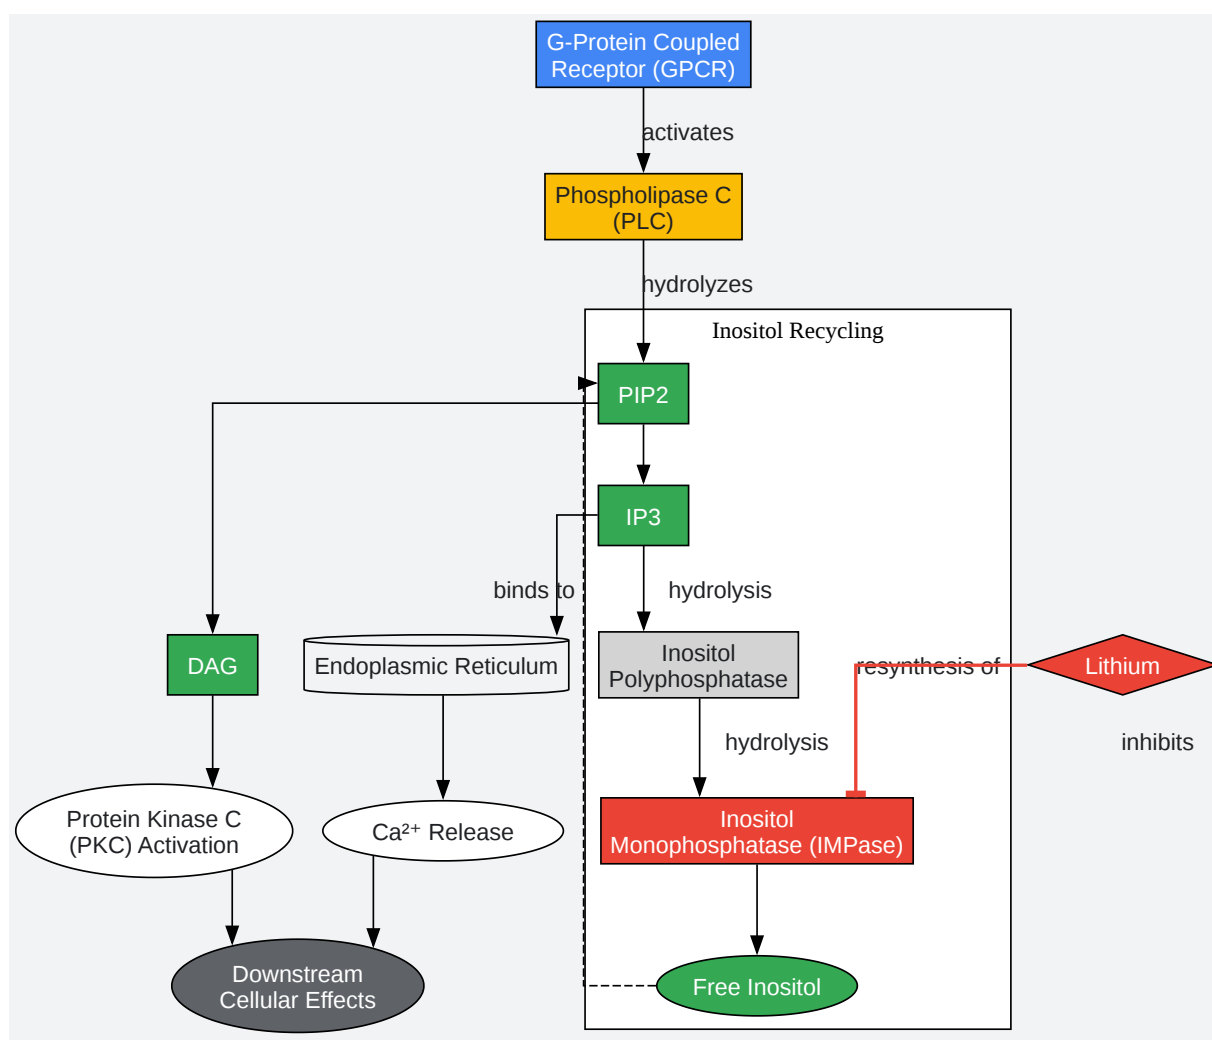 G-Protein Coupled
Receptor (GPCR)
activates
Phospholipase C
(PLC)
hydrolyzes
Inositol Recycling
PIP2
IP3
binds to
hydrolysis
DAG
Endoplasmic Reticulum
Inositol
Polyphosphatase
resynthesis of
Lithium
hydrolysis
inhibits
Protein Kinase C
(PKC) Activation
Ca²⁺ Release
Inositol
Monophosphatase (IMPase)
Downstream
Cellular Effects
Free Inositol